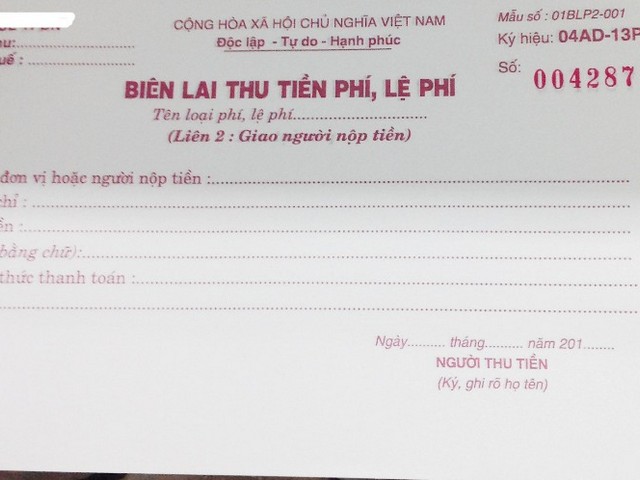 CỘNG HÒA XÃ HỘI CHỦ NGHĨA VIỆT NAM
Độc lập - Tự do - Hạnh phúc
Mẫu số : 01BLP2-001
Ký hiệu: 04AD-13P
Số: 004287
BIÊN LAI THU TIỀN PHÍ, LỆ PHÍ
Tên loại phí, lệ phí..............................
(Liên 2 : Giao người nộp tiền)
đơn vị hoặc người nộp tiền :..............................
chỉ :..............................
:..............................
bằng chữ):..............................
thức thanh toán :..............................
Ngày.......... tháng.......... năm 201........
NGƯỜI THU TIỀN
(Ký, ghi rõ họ tên)